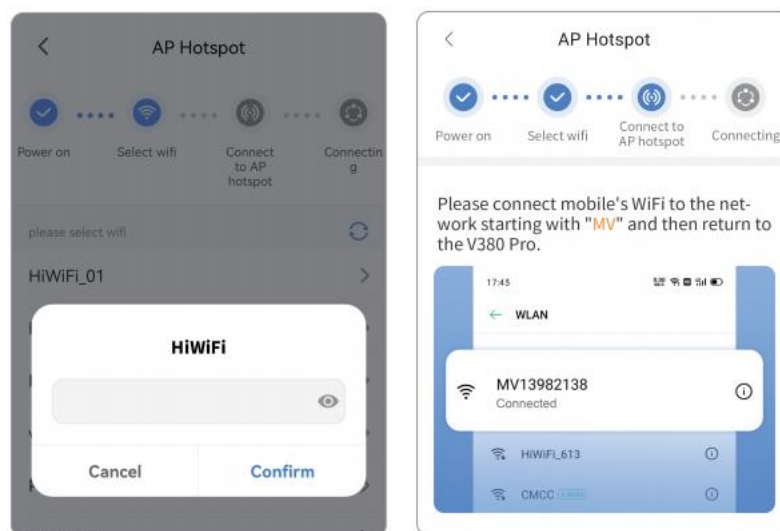 AP Hotspot
Power on
Select wifi
Connect
to AP
hotspot
Connectin
g
please select wifi
HiWiFi_01
HiWiFi
Cancel
Confirm
AP Hotspot
Power on
Select wifi
Connect to
AP hotspot
Connecting
Please connect mobile's WiFi to the net-
work starting with "MV" and then return to
the V380 Pro.
17:45
WLAN
MV13982138
Connected
HiWiFi_613
CMCC